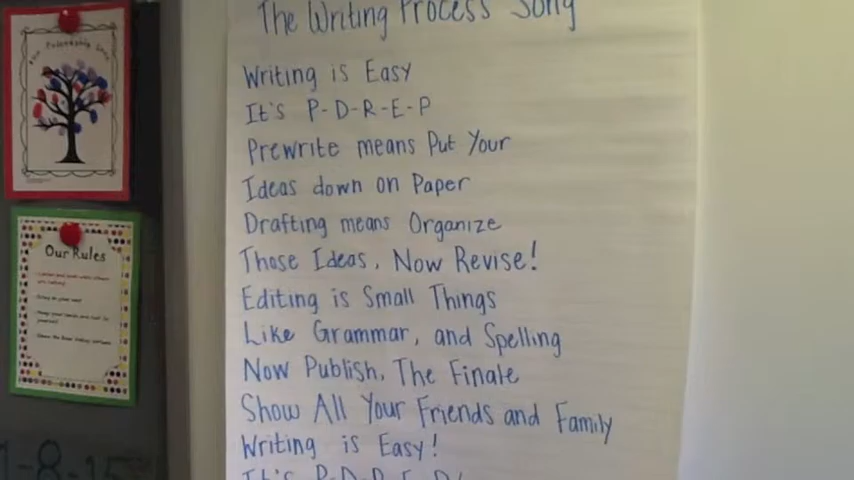 The Writing Process Song
Writing is Easy
It's P-D-R-E-P
Prewrite means Put Your
Ideas down on Paper
Drafting means Organize
Those Ideas, Now Revise!
Editing is Small Things
Like Grammar, and Spelling
Now Publish, The Finale
Show All Your Friends and Family
Writing is Easy!
It's P-D-R-E-P!
Our Rules